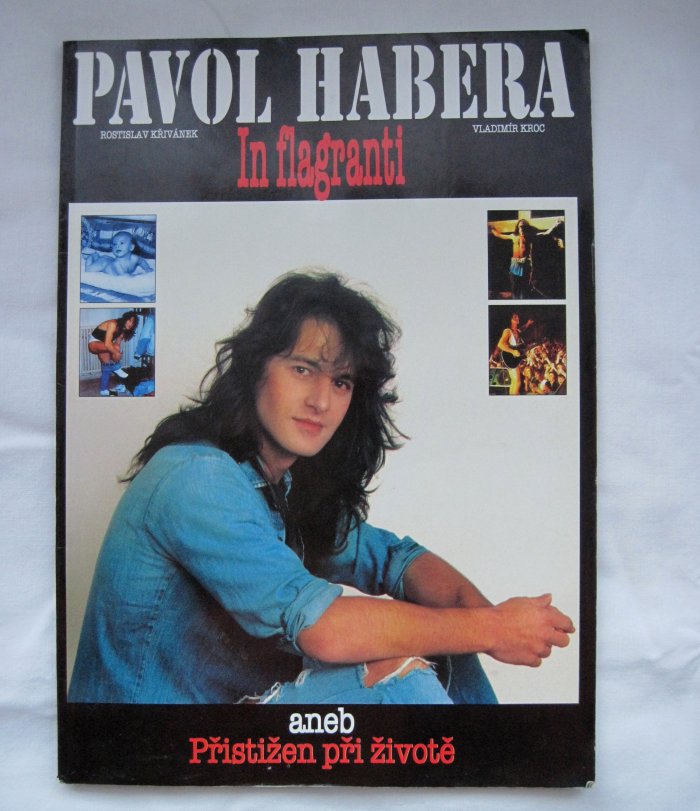 PAVOL HABERA
ROSTISLAV KŘIVÁNEK
VLADIMÍR KROC
In flagranti
aneb
Přistižen při životě